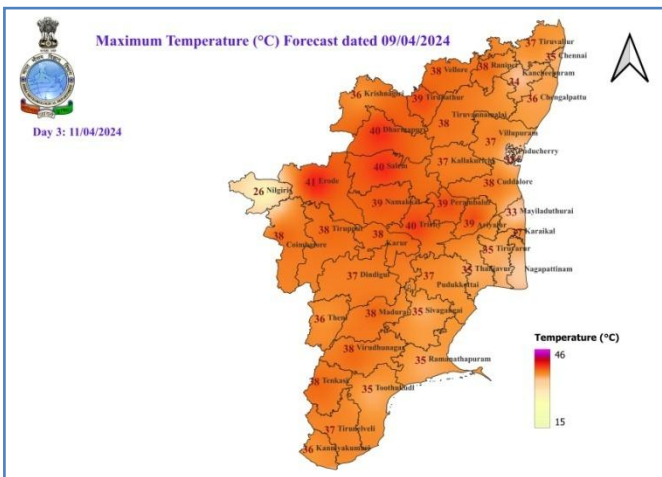 Maximum Temperature (°C) Forecast dated 09/04/2024
Day 3: 11/04/2024
37 Tiruvallur
35 Chennai
38 Ranipet
38 Vellore
Kancheepuram
34
36 Krishnagiri
39 Tirupathur
36 Chengalpattu
Tiruvannamalai
38
40 Dharmapuri
Villupuram
37
Puducherry
40 Salem
37 Kallakurichi
41 Erode
38 Cuddalore
26 Nilgiris
39 Namakkal
39 Perambalur
33 Mayiladuthurai
40 Trichy
39 Ariyalur
Karaikal
38 Tiruppur
38
Karur
38
Coimbatore
35 Tiruvarur
35 Thanjavur
Nagapattinam
37 Dindigul
37
Pudukkottai
36 Theni
38 Madurai
35 Sivagangai
38 Virudhunagar
35 Ramanathapuram
38 Tenkasi
35 Toothukudi
37 Tirunelveli
36 Kanniyakumari
Temperature (°C)
46
15